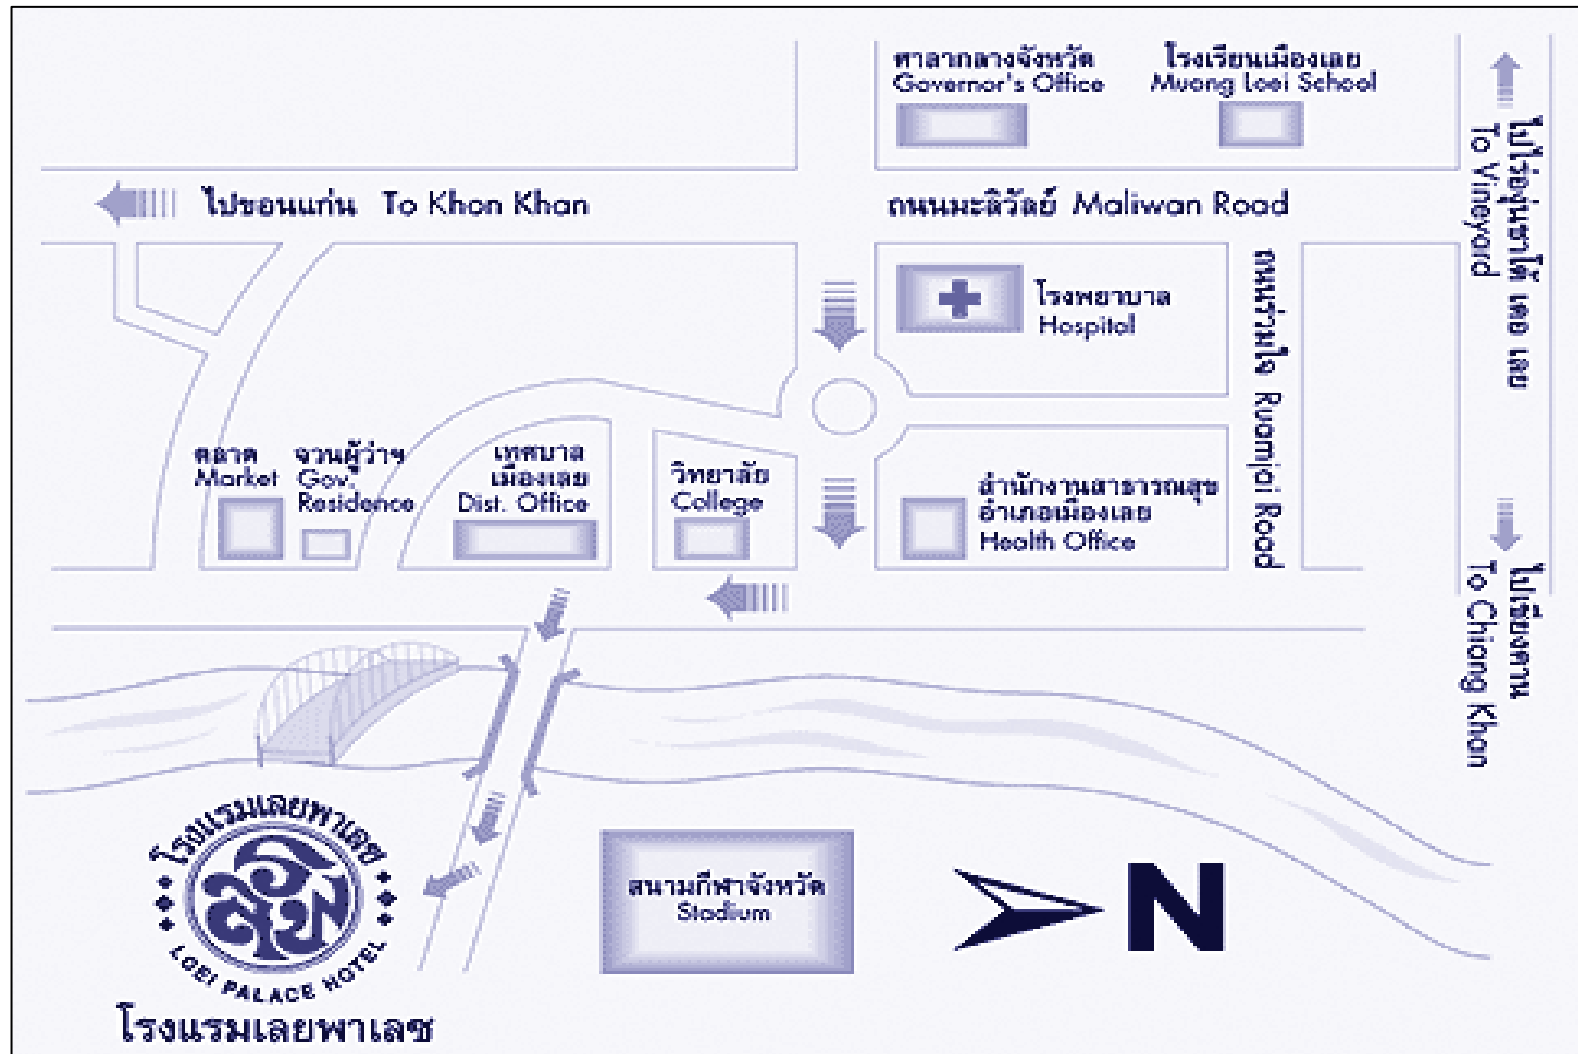 ศาลากลางจังหวัด
Governor's Office
โรงเรียนเมืองเลย
Muang Loei School
ไปไร่องุ่นชาโต้ เดอ เลย
To Vineyard
ไปขอนแก่น To Khon Khan
ถนนมะลิวัลย์ Maliwan Road
โรงพยาบาล
Hospital
ถนนร่วมใจ Ruamjai Road
ตลาด
Market
จวนผู้ว่าฯ
Gov.
Residence
เทศบาล
เมืองเลย
Dist. Office
วิทยาลัย
College
สำนักงานสาธารณสุข
อำเภอเมืองเลย
Health Office
ไปเชียงคาน
To Chiang Khan
โรงแรมเลยพาเลซ
LOEI PALACE HOTEL
โรงแรมเลยพาเลซ
สนามกีฬาจังหวัด
Stadium
N